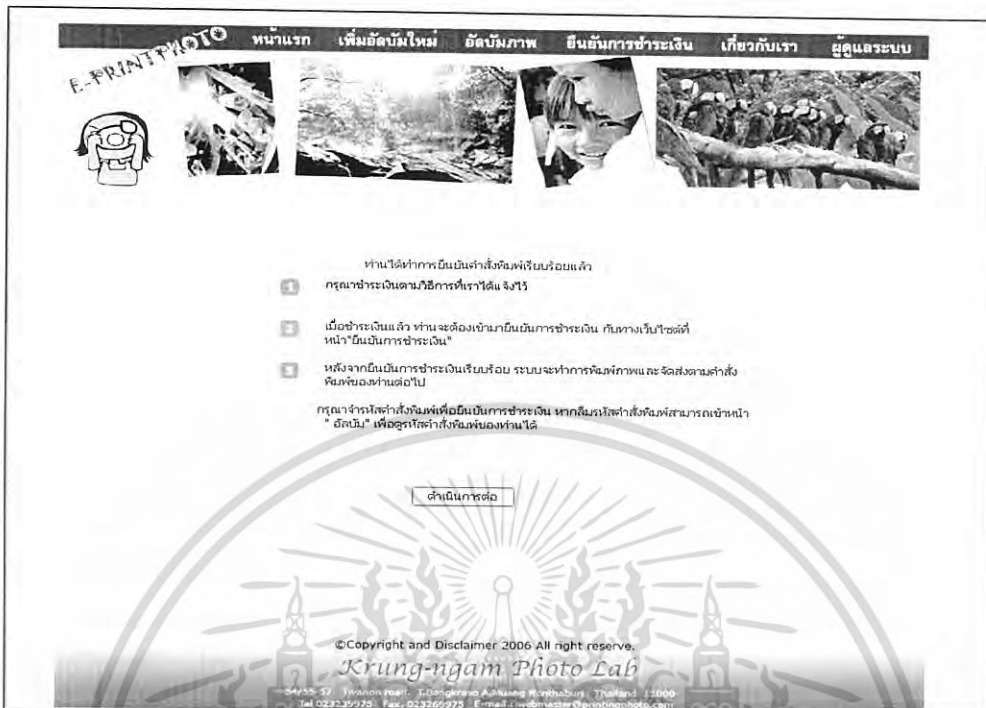 E-PRINTPHOTO
หน้าแรก เพิ่มอัลบั้มใหม่ อัลบั้มภาพ ยืนยันการชำระเงิน เกี่ยวกับเรา ผู้ดูแลระบบ
ท่านได้ทำการยืนยันคำสั่งพิมพ์เรียบร้อยแล้ว
1 กรุณาชำระเงินตามวิธีการที่เราได้แจ้งไว้
2 เมื่อชำระเงินแล้ว ท่านจะต้องเข้ามายืนยันการชำระเงิน กับทางเว็บไซต์ที่
หน้า"ยืนยันการชำระเงิน"
3 หลังจากยืนยันการชำระเงินเรียบร้อย ระบบจะทำการพิมพ์ภาพและจัดส่งตามคำสั่ง
พิมพ์ของท่านต่อไป
กรุณาจำรหัสคำสั่งพิมพ์เพื่อยืนยันการชำระเงิน หากลืมรหัสคำสั่งพิมพ์สามารถเข้าหน้า
" อัลบั้ม" เพื่อดูรหัสคำสั่งพิมพ์ของท่านได้
ดำเนินการต่อ
©Copyright and Disclaimer 2006 All right reserve.
Krung-ngam Photo Lab
Tiwanon road. T.Bangkraso A.Muang Nonthaburi Thailand 11000
Tel 023239975 Fax. 023269975 E-mail : webmaster@printingphoto.com